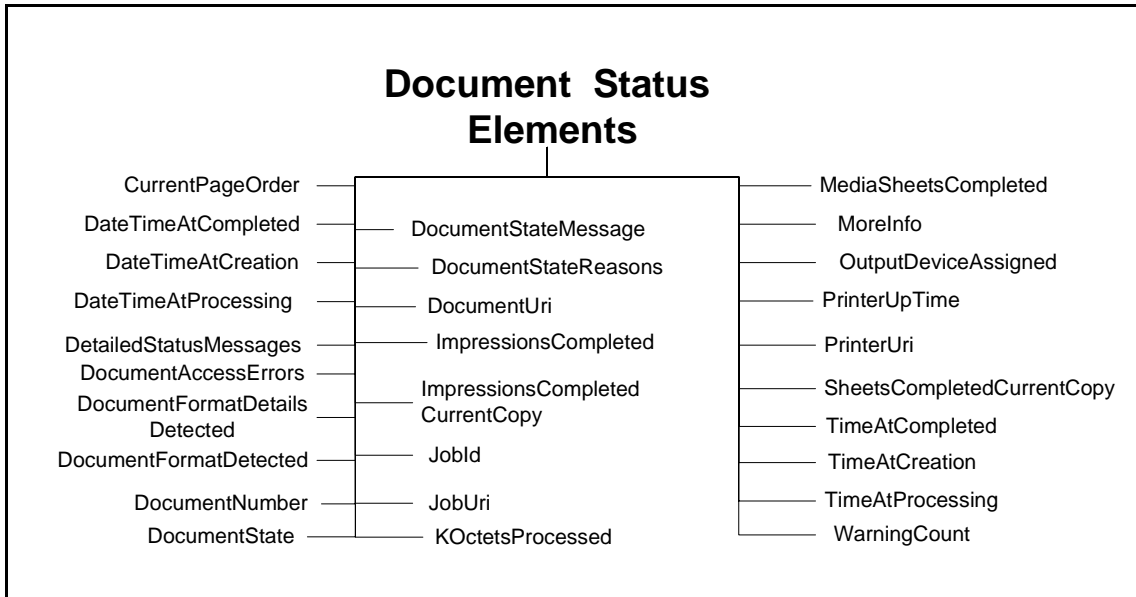 Document Status
Elements
CurrentPageOrder
DateTimeAtCompleted
DateTimeAtCreation
DateTimeAtProcessing
DetailedStatusMessages
DocumentAccessErrors
DocumentFormatDetails
Detected
DocumentFormatDetected
DocumentNumber
DocumentState
DocumentStateMessage
DocumentStateReasons
DocumentUri
ImpressionsCompleted
ImpressionsCompleted
CurrentCopy
JobId
JobUri
KOctetsProcessed
MediaSheetsCompleted
MoreInfo
OutputDeviceAssigned
PrinterUpTime
PrinterUri
SheetsCompletedCurrentCopy
TimeAtCompleted
TimeAtCreation
TimeAtProcessing
WarningCount